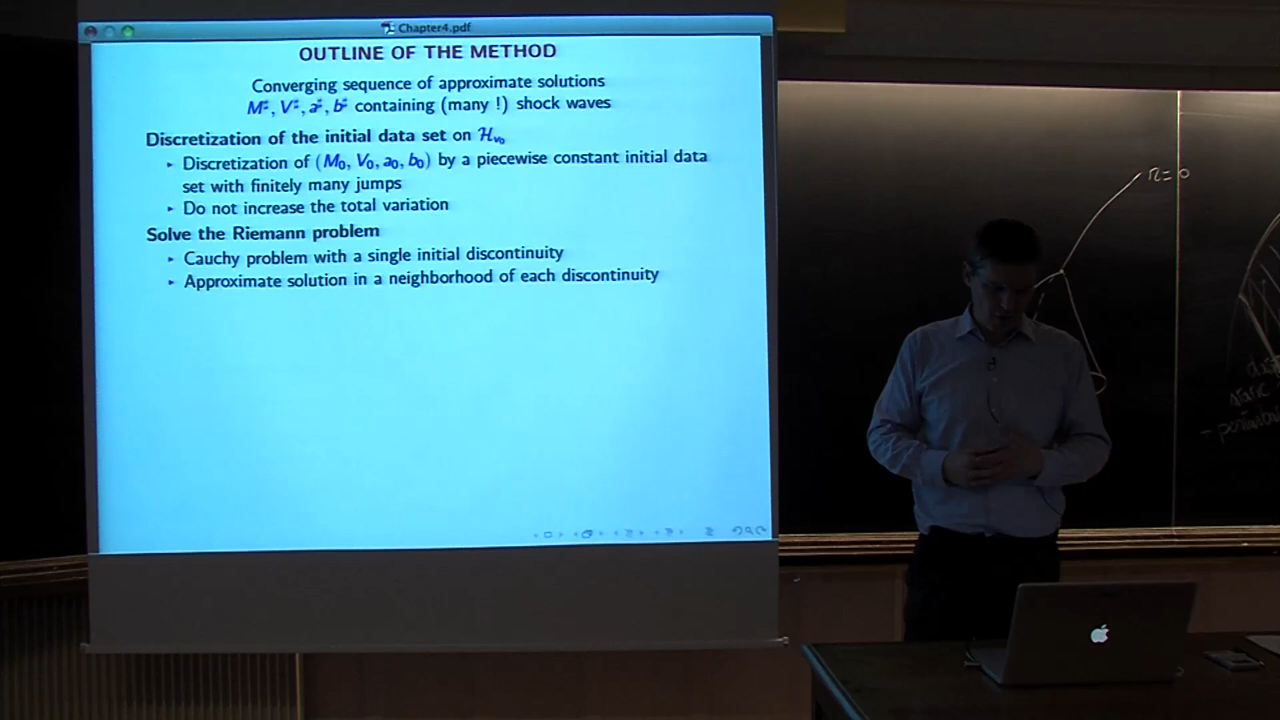 Chapter4.pdf
OUTLINE OF THE METHOD
Converging sequence of approximate solutions
M♯, V♯, a♯, b♯ containing (many !) shock waves
Discretization of the initial data set on ℋv₀
▸ Discretization of (M₀, V₀, a₀, b₀) by a piecewise constant initial data
set with finitely many jumps
▸ Do not increase the total variation
Solve the Riemann problem
▸ Cauchy problem with a single initial discontinuity
▸ Approximate solution in a neighborhood of each discontinuity
r = 0
static